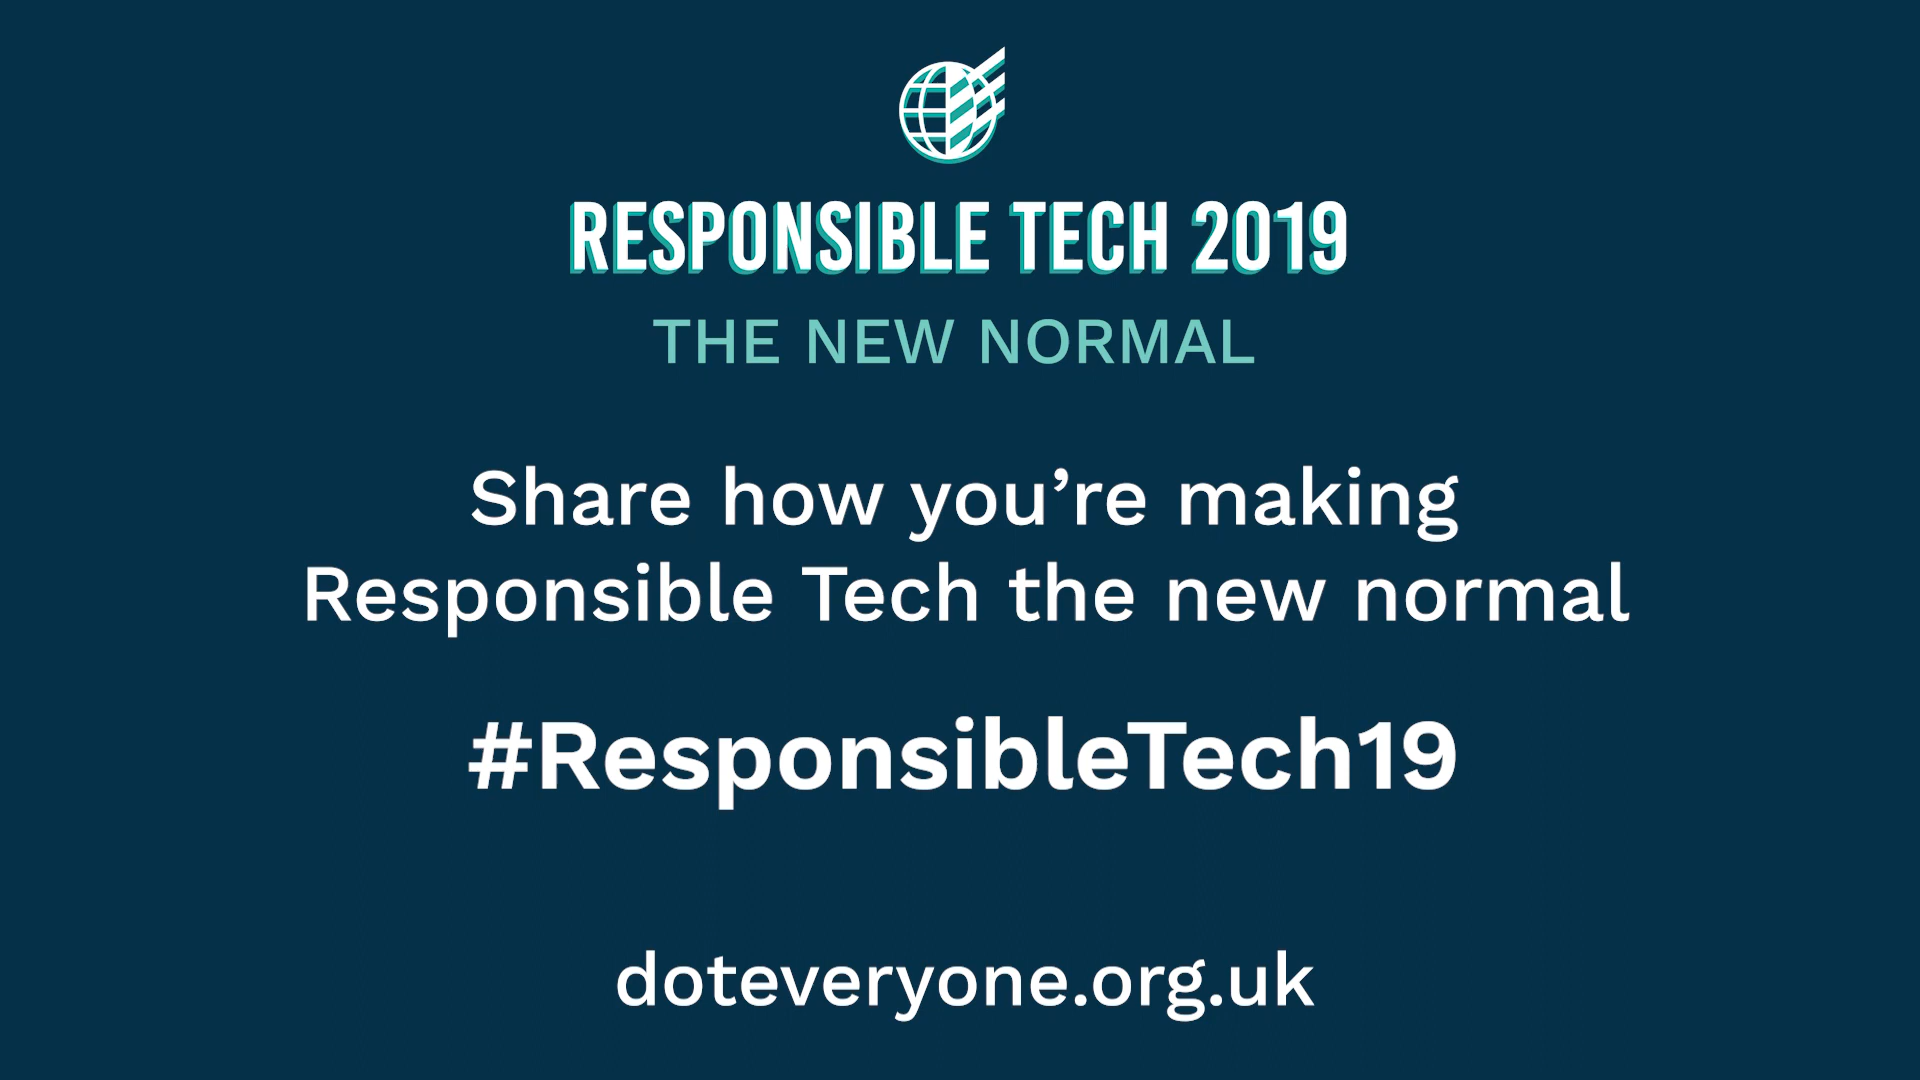 RESPONSIBLE TECH 2019
THE NEW NORMAL
Share how you’re making
Responsible Tech the new normal
#ResponsibleTech19
doteveryone.org.uk